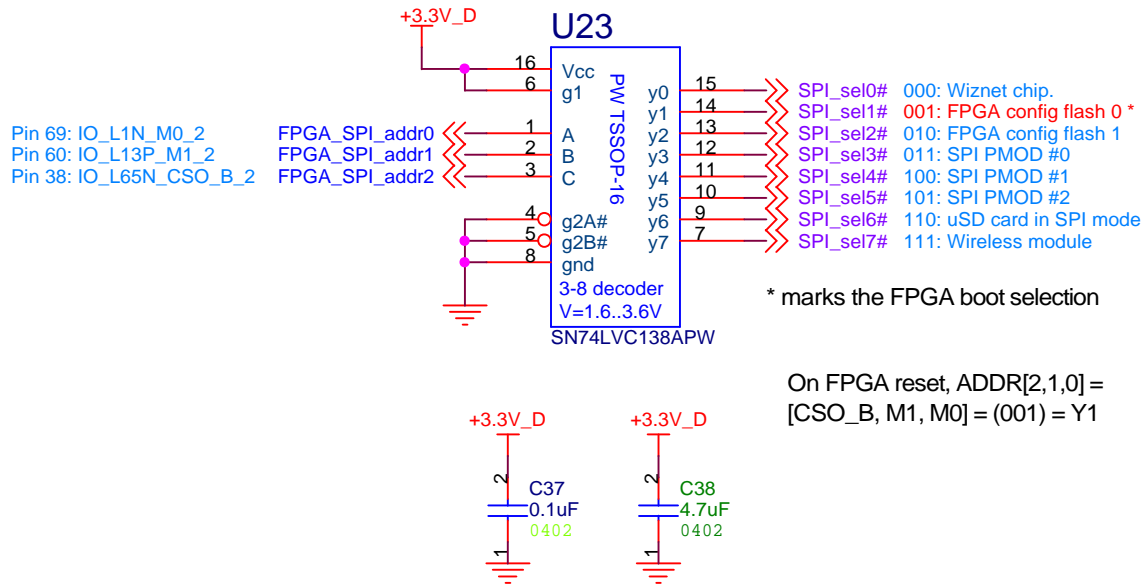 +3.3V_D
U23
16 Vcc
6 g1
PW TSSOP-16
y0 15 SPI_sel0# 000: Wiznet chip.
y1 14 SPI_sel1# 001: FPGA config flash 0 *
Pin 69: IO_L1N_M0_2 FPGA_SPI_addr0 1 A
y2 13 SPI_sel2# 010: FPGA config flash 1
Pin 60: IO_L13P_M1_2 FPGA_SPI_addr1 2 B
y3 12 SPI_sel3# 011: SPI PMOD #0
Pin 38: IO_L65N_CSO_B_2 FPGA_SPI_addr2 3 C
y4 11 SPI_sel4# 100: SPI PMOD #1
y5 10 SPI_sel5# 101: SPI PMOD #2
4 g2A#
y6 9 SPI_sel6# 110: uSD card in SPI mode
5 g2B#
y7 7 SPI_sel7# 111: Wireless module
8 gnd
3-8 decoder
V=1.6..3.6V
SN74LVC138APW
* marks the FPGA boot selection
On FPGA reset, ADDR[2,1,0] =
[CSO_B, M1, M0] = (001) = Y1
+3.3V_D
2
C37
0.1uF
0402
1
+3.3V_D
2
C38
4.7uF
0402
1